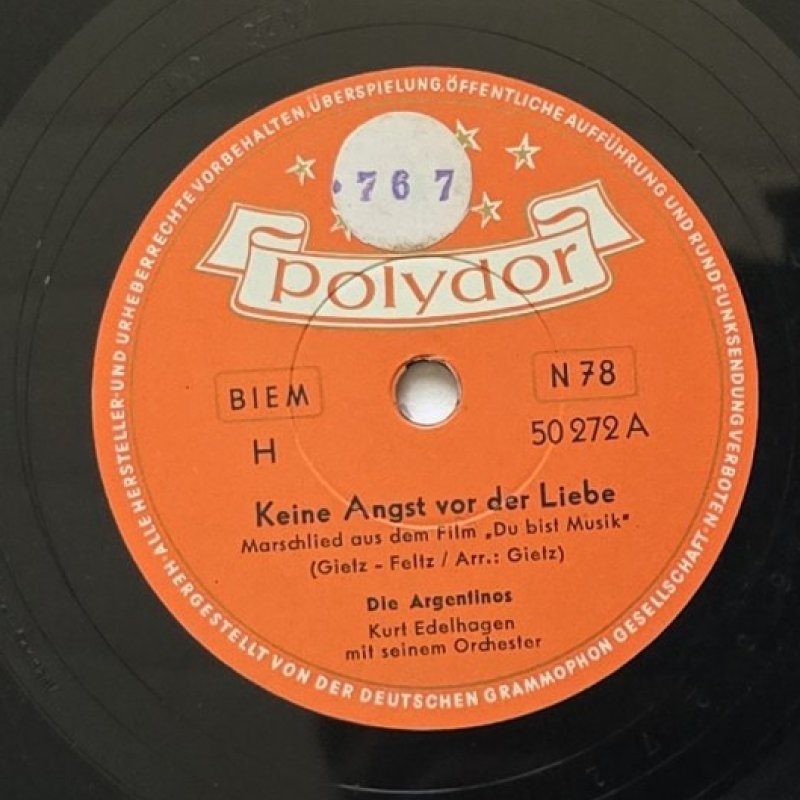 ALLE HERSTELLER- UND URHEBERRECHTE VORBEHALTEN, ÜBERSPIELUNG, ÖFFENTLICHE AUFFÜHRUNG UND RUNDFUNKSENDUNG VERBOTEN·
767
polydor
BIEM
N 78
H
50 272 A
Keine Angst vor der Liebe
Marschlied aus dem Film „Du bist Musik"
(Gietz - Feltz / Arr.: Gietz)
Die Argentinos
Kurt Edelhagen
mit seinem Orchester
·HERGESTELLT VON DER DEUTSCHEN GRAMMOPHON GESELLSCHAFT·